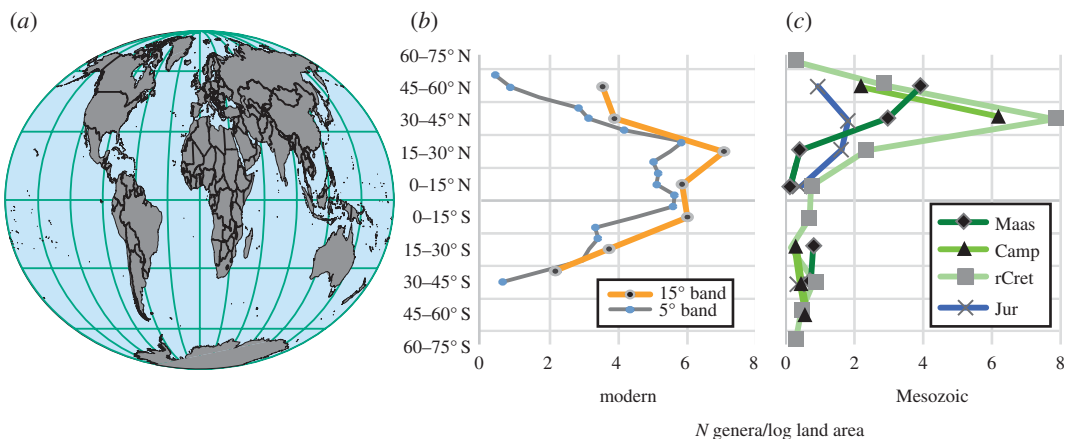 (a)
(b)
(c)
60–75° N
45–60° N
30–45° N
15–30° N
0–15° N
0–15° S
15–30° S
30–45° S
45–60° S
60–75° S
15° band
5° band
Maas
Camp
rCret
Jur
0 2 4 6 8
0 2 4 6 8
modern
Mesozoic
N genera/log land area